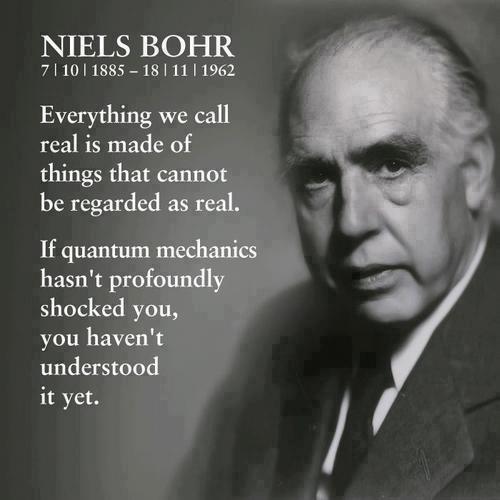 NIELS BOHR
7 | 10 | 1885 – 18 | 11 | 1962
Everything we call
real is made of
things that cannot
be regarded as real.
If quantum mechanics
hasn't profoundly
shocked you,
you haven't
understood
it yet.